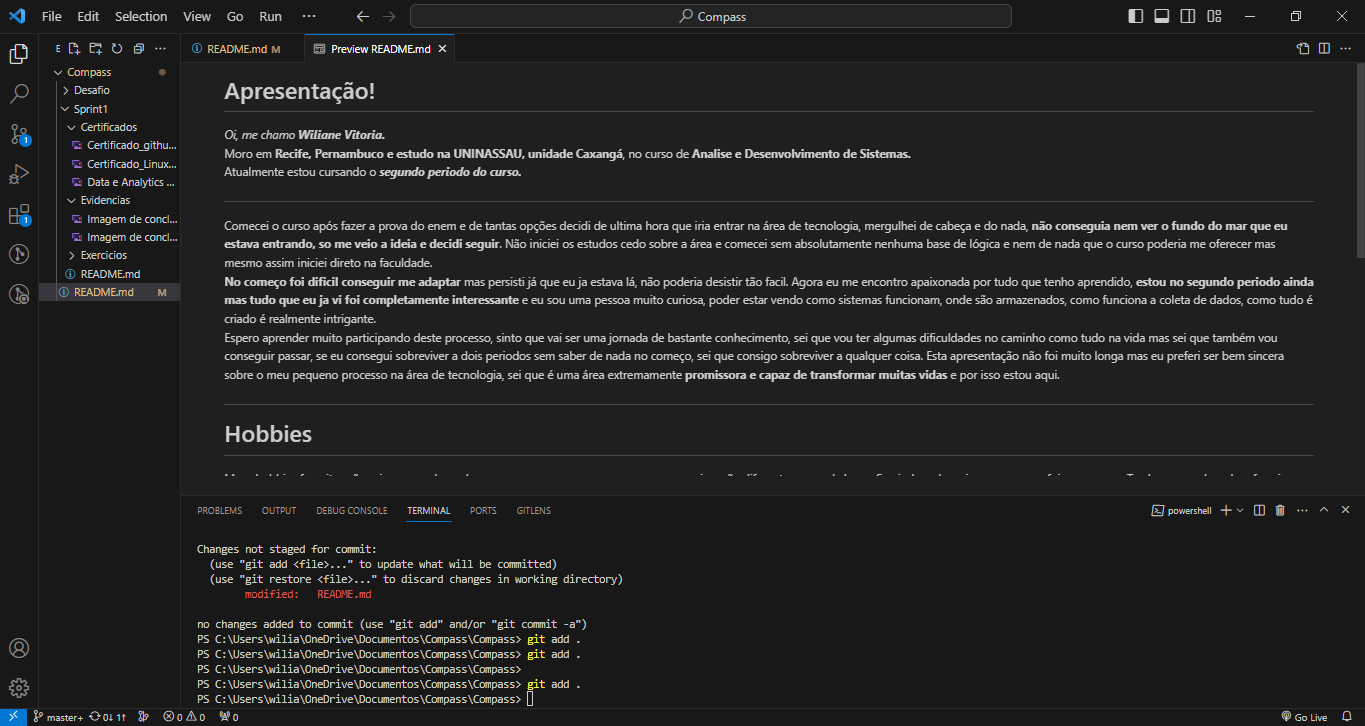 File Edit Selection View Go Run ··· Compass
E
README.md M
Preview README.md
Compass
Desafio
Sprint1
Certificados
Certificado_githu...
Certificado_Linux...
Data e Analytics ...
Evidencias
Imagem de concl...
Imagem de concl...
Exercicios
README.md
README.md M
1
1
Apresentação!
Oi, me chamo Wiliane Vitoria.
Moro em Recife, Pernambuco e estudo na UNINASSAU, unidade Caxangá, no curso de Analise e Desenvolvimento de Sistemas.
Atualmente estou cursando o segundo periodo do curso.
Comecei o curso após fazer a prova do enem e de tantas opções decidi de ultima hora que iria entrar na área de tecnologia, mergulhei de cabeça e do nada, não conseguia nem ver o fundo do mar que eu
estava entrando, so me veio a ideia e decidi seguir. Não iniciei os estudos cedo sobre a área e comecei sem absolutamente nenhuma base de lógica e nem de nada que o curso poderia me oferecer mas
mesmo assim iniciei direto na faculdade.
No começo foi dificil conseguir me adaptar mas persisti já que eu ja estava lá, não poderia desistir tão facil. Agora eu me encontro apaixonada por tudo que tenho aprendido, estou no segundo periodo ainda
mas tudo que eu ja vi foi completamente interessante e eu sou uma pessoa muito curiosa, poder estar vendo como sistemas funcionam, onde são armazenados, como funciona a coleta de dados, como tudo é
criado é realmente intrigante.
Espero aprender muito participando deste processo, sinto que vai ser uma jornada de bastante conhecimento, sei que vou ter algumas dificuldades no caminho como tudo na vida mas sei que também vou
conseguir passar, se eu consegui sobreviver a dois periodos sem saber de nada no começo, sei que consigo sobreviver a qualquer coisa. Esta apresentação não foi muito longa mas eu preferi ser bem sincera
sobre o meu pequeno processo na área de tecnologia, sei que é uma área extremamente promissora e capaz de transformar muitas vidas e por isso estou aqui.
Hobbies
PROBLEMS OUTPUT DEBUG CONSOLE TERMINAL PORTS GITLENS powershell
Changes not staged for commit:
(use "git add <file>..." to update what will be committed)
(use "git restore <file>..." to discard changes in working directory)
modified: README.md
no changes added to commit (use "git add" and/or "git commit -a")
PS C:\Users\wilia\OneDrive\Documentos\Compass\Compass> git add .
PS C:\Users\wilia\OneDrive\Documentos\Compass\Compass> git add .
PS C:\Users\wilia\OneDrive\Documentos\Compass\Compass>
PS C:\Users\wilia\OneDrive\Documentos\Compass\Compass> git add .
PS C:\Users\wilia\OneDrive\Documentos\Compass\Compass>
master+ 0↓ 1↑ 0 0 0 Go Live